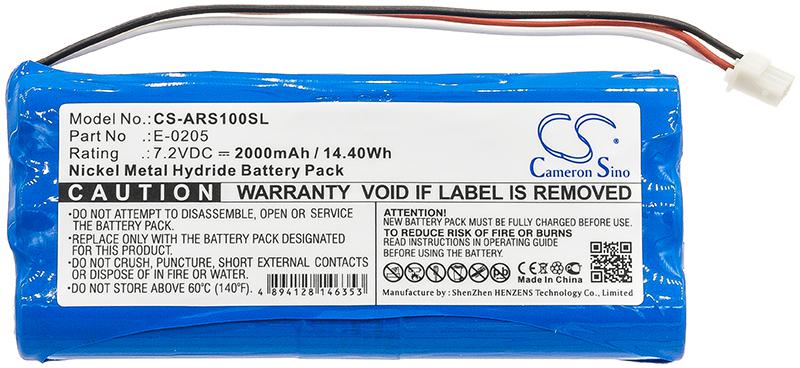 Model No.: CS-ARS100SL
Part No : E-0205
Rating : 7.2VDC ⎓ 2000mAh / 14.40Wh
Nickel Metal Hydride Battery Pack
CS
Cameron Sino
CAUTION WARRANTY VOID IF LABEL IS REMOVED
•DO NOT ATTEMPT TO DISASSEMBLE, OPEN OR SERVICE
THE BATTERY PACK.
•REPLACE ONLY WITH THE BATTERY PACK DESIGNATED
FOR THIS PRODUCT.
•DO NOT CRUSH, PUNCTURE, SHORT EXTERNAL CONTACTS
OR DISPOSE OF IN FIRE OR WATER.
•DO NOT STORE ABOVE 60°C (140°F).
4 894128 146353
ATTENTION!
NEW BATTERY PACK MUST BE FULLY CHARGED BEFORE USE.
TO REDUCE RISK OF FIRE OR BURNS
READ INSTRUCTIONS IN OPERATING GUIDE
BEFORE USING THE BATTERY.
Manufacturer by : ShenZhen HENZENS Technology Co., Limited